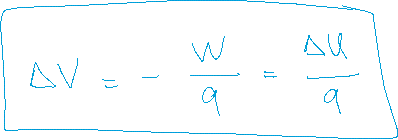 ΔV = - W/q = ΔU/q